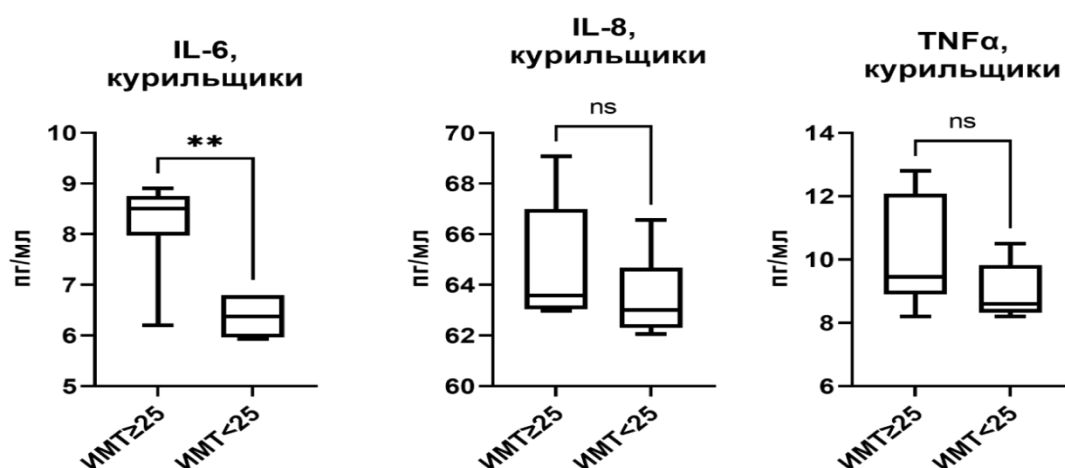 IL-6,
курильщики
**
10
9
8
7
6
5
пг/мл
ИМТ≥25
ИМТ<25
IL-8,
курильщики
ns
70
68
66
64
62
60
пг/мл
ИМТ≥25
ИМТ<25
TNFα,
курильщики
ns
14
12
10
8
6
пг/мл
ИМТ≥25
ИМТ<25